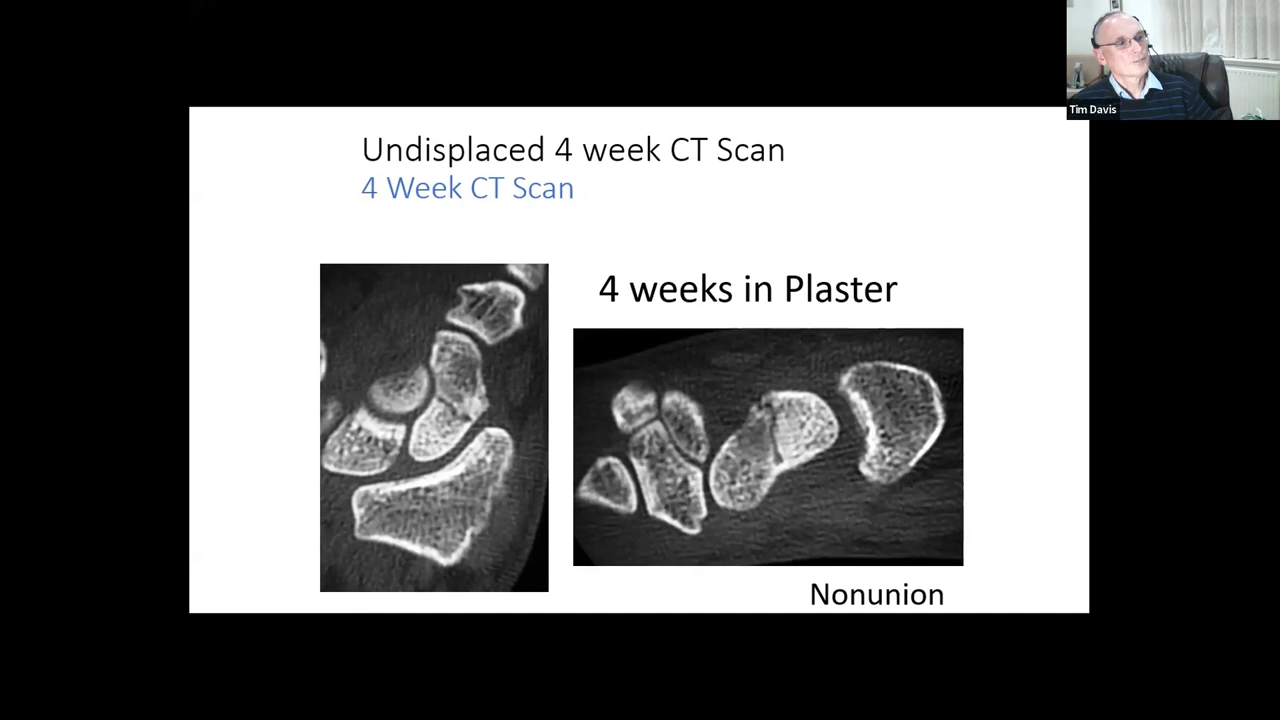 Tim Davis
Undisplaced 4 week CT Scan
4 Week CT Scan
4 weeks in Plaster
Nonunion